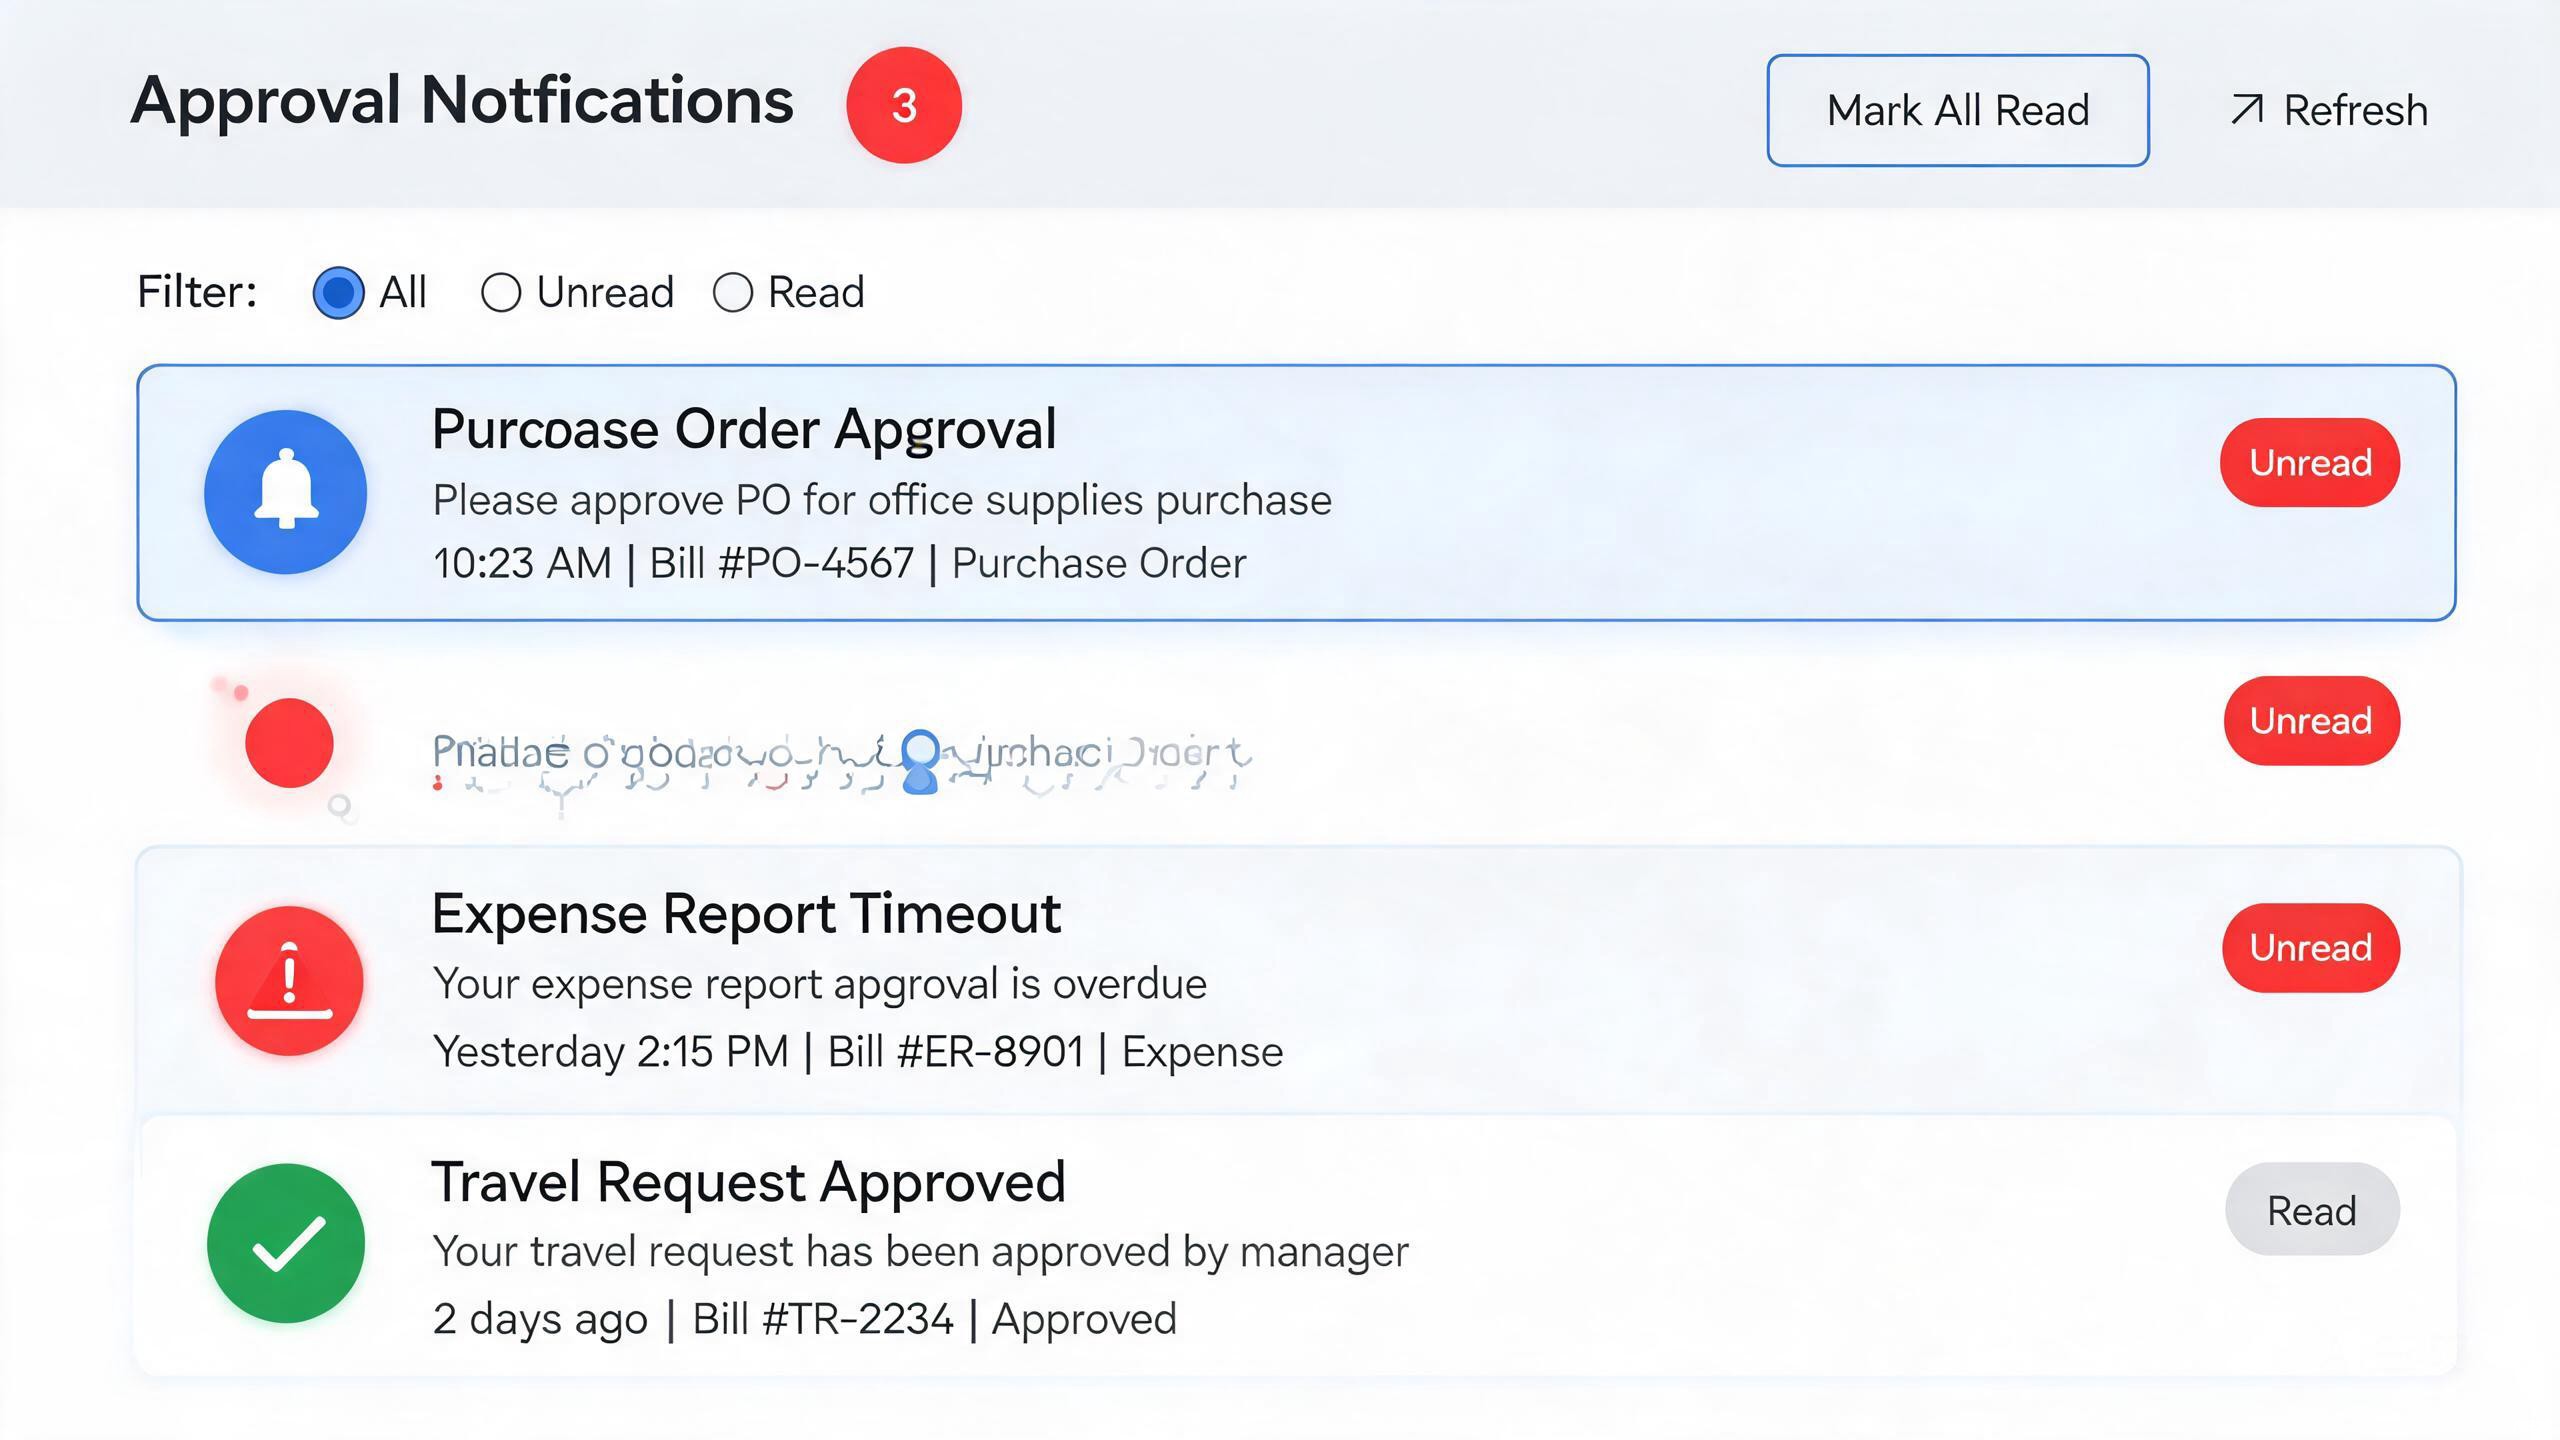 Approval Notfications 3
Mark All Read
Refresh
Filter: All Unread Read
Purcoase Order Apgroval
Unread
Please approve PO for office supplies purchase
10:23 AM | Bill #PO-4567 | Purchase Order
Unread
Expense Report Timeout
Unread
Your expense report apgroval is overdue
Yesterday 2:15 PM | Bill #ER-8901 | Expense
Travel Request Approved
Read
Your travel request has been approved by manager
2 days ago | Bill #TR-2234 | Approved